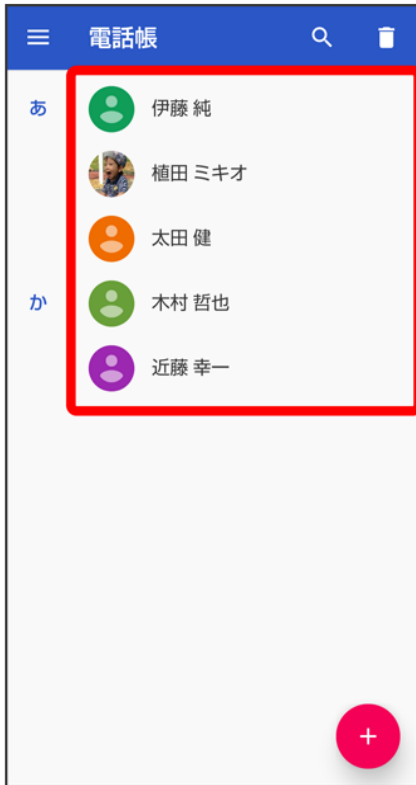 電話帳
あ
伊藤 純
植田 ミキオ
太田 健
か
木村 哲也
近藤 幸一